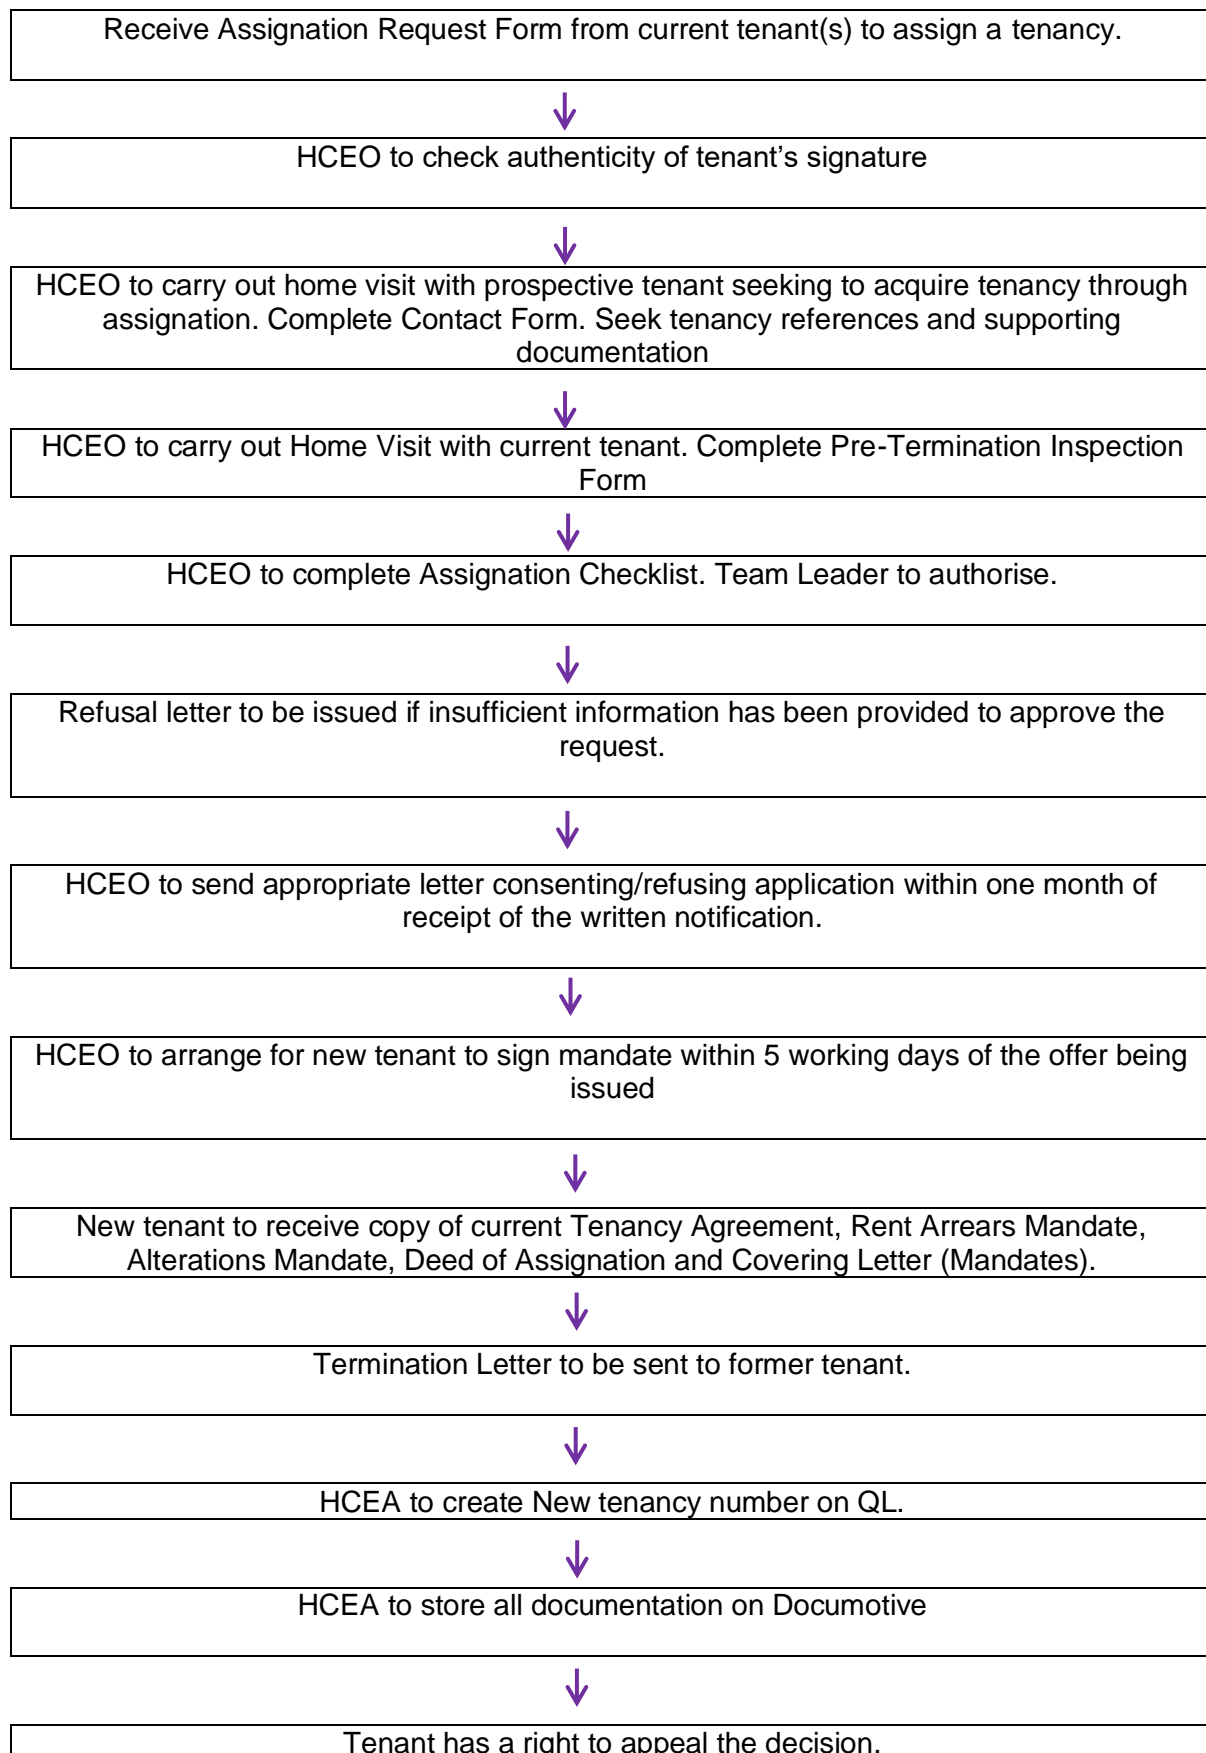 Receive Assignation Request Form from current tenant(s) to assign a tenancy.
HCEO to check authenticity of tenant’s signature
HCEO to carry out home visit with prospective tenant seeking to acquire tenancy through
assignation. Complete Contact Form. Seek tenancy references and supporting
documentation
HCEO to carry out Home Visit with current tenant. Complete Pre-Termination Inspection
Form
HCEO to complete Assignation Checklist. Team Leader to authorise.
Refusal letter to be issued if insufficient information has been provided to approve the
request.
HCEO to send appropriate letter consenting/refusing application within one month of
receipt of the written notification.
HCEO to arrange for new tenant to sign mandate within 5 working days of the offer being
issued
New tenant to receive copy of current Tenancy Agreement, Rent Arrears Mandate,
Alterations Mandate, Deed of Assignation and Covering Letter (Mandates).
Termination Letter to be sent to former tenant.
HCEA to create New tenancy number on QL.
HCEA to store all documentation on Documotive
Tenant has a right to appeal the decision.